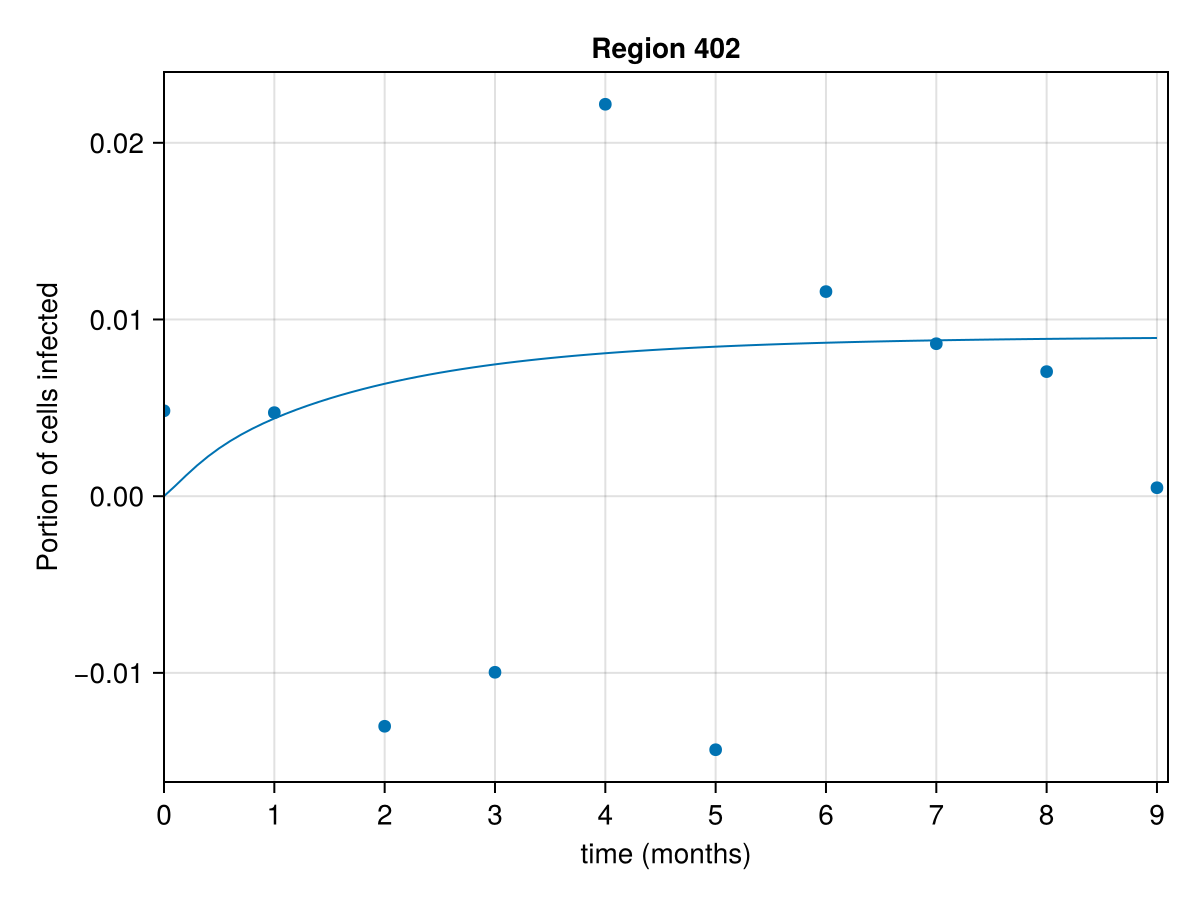 Region 402
Portion of cells infected
0.02
0.01
0.00
−0.01
0 1 2 3 4 5 6 7 8 9
time (months)